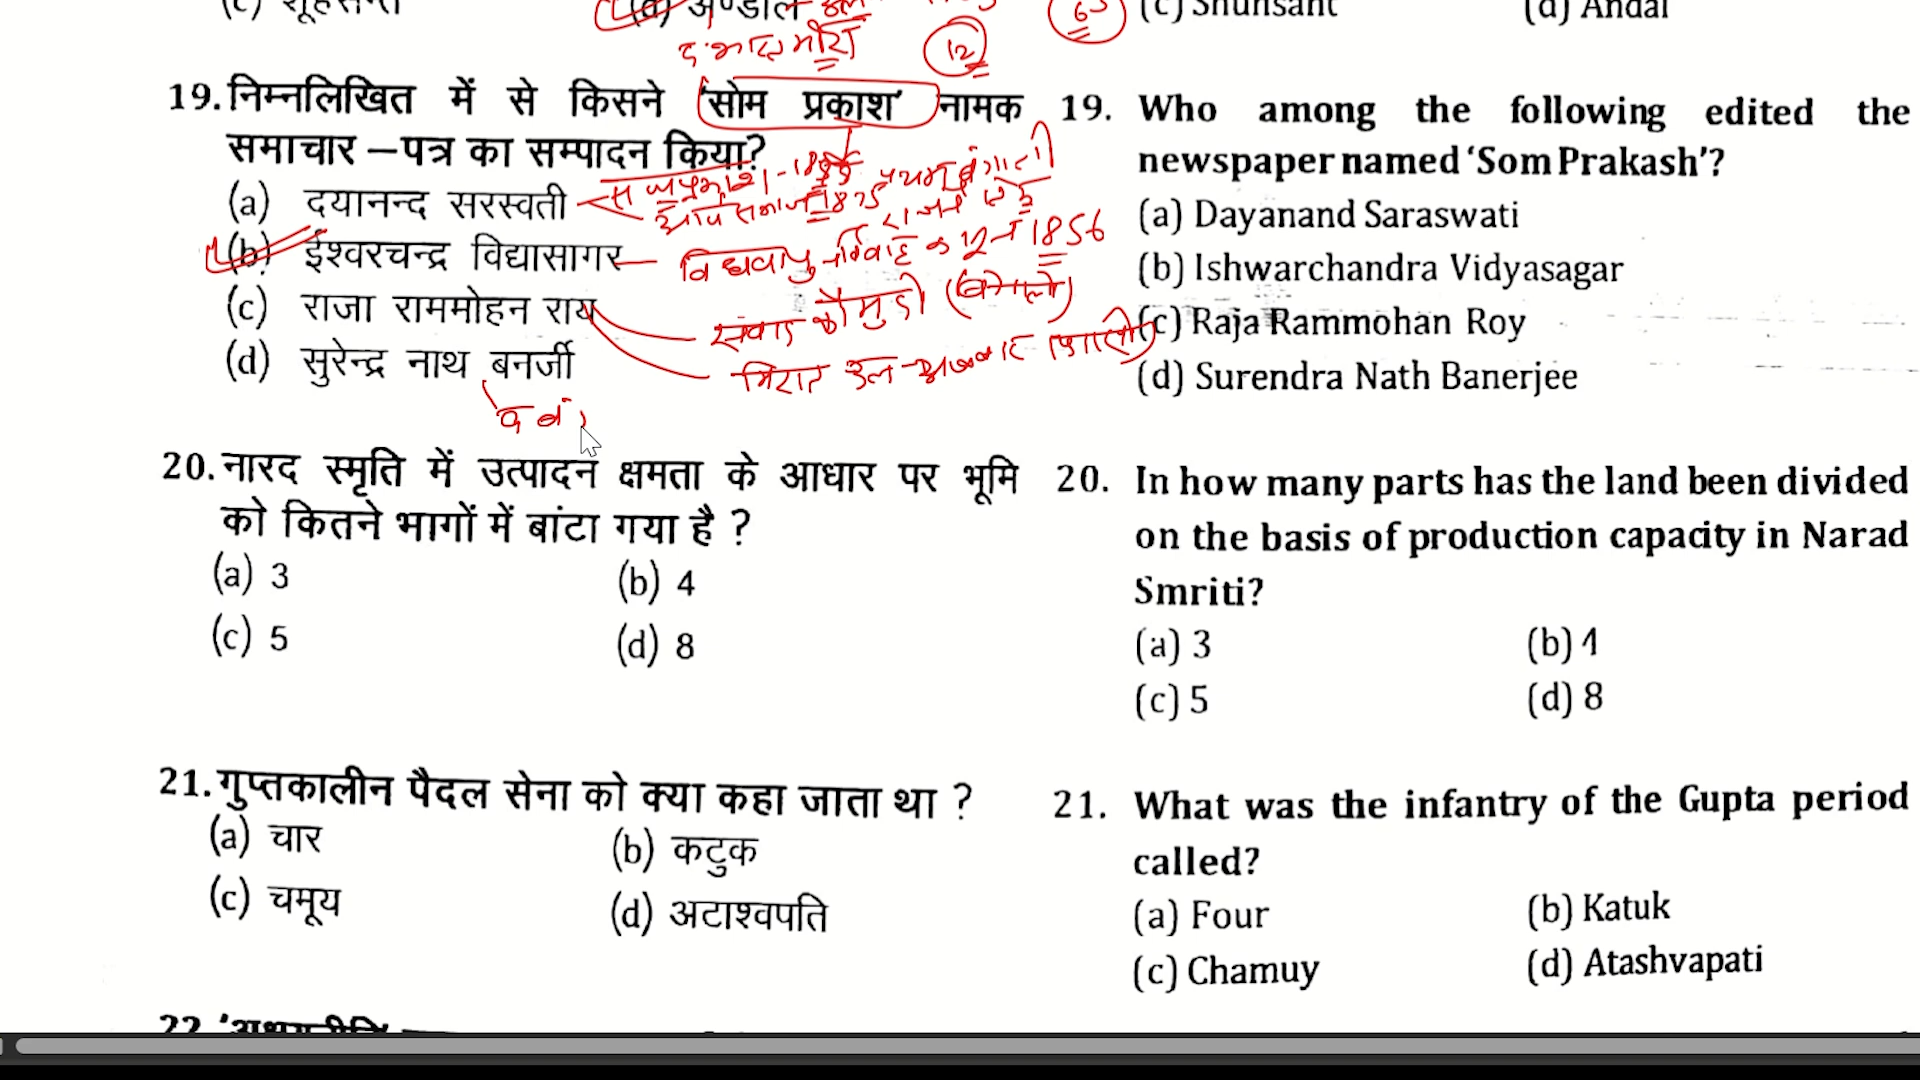 (c) Shunsant
(d) Andal
12
19. निम्नलिखित में से किसने 'सोम प्रकाश' नामक
समाचार –पत्र का सम्पादन किया?
(a) दयानन्द सरस्वती
(b) ईश्वरचन्द्र विद्यासागर
(c) राजा राममोहन राय
(d) सुरेन्द्र नाथ बनर्जी
1875
1856
संवाद कौमुदी
20. नारद स्मृति में उत्पादन क्षमता के आधार पर भूमि
को कितने भागों में बांटा गया है ?
(a) 3
(b) 4
(c) 5
(d) 8
21. गुप्तकालीन पैदल सेना को क्या कहा जाता था ?
(a) चार
(b) कटुक
(c) चमूय
(d) अटाश्वपति
19. Who among the following edited the
newspaper named ‘Som Prakash’?
(a) Dayanand Saraswati
(b) Ishwarchandra Vidyasagar
(c) Raja Rammohan Roy
(d) Surendra Nath Banerjee
20. In how many parts has the land been divided
on the basis of production capacity in Narad
Smriti?
(a) 3
(b) 4
(c) 5
(d) 8
21. What was the infantry of the Gupta period
called?
(a) Four
(b) Katuk
(c) Chamuy
(d) Atashvapati